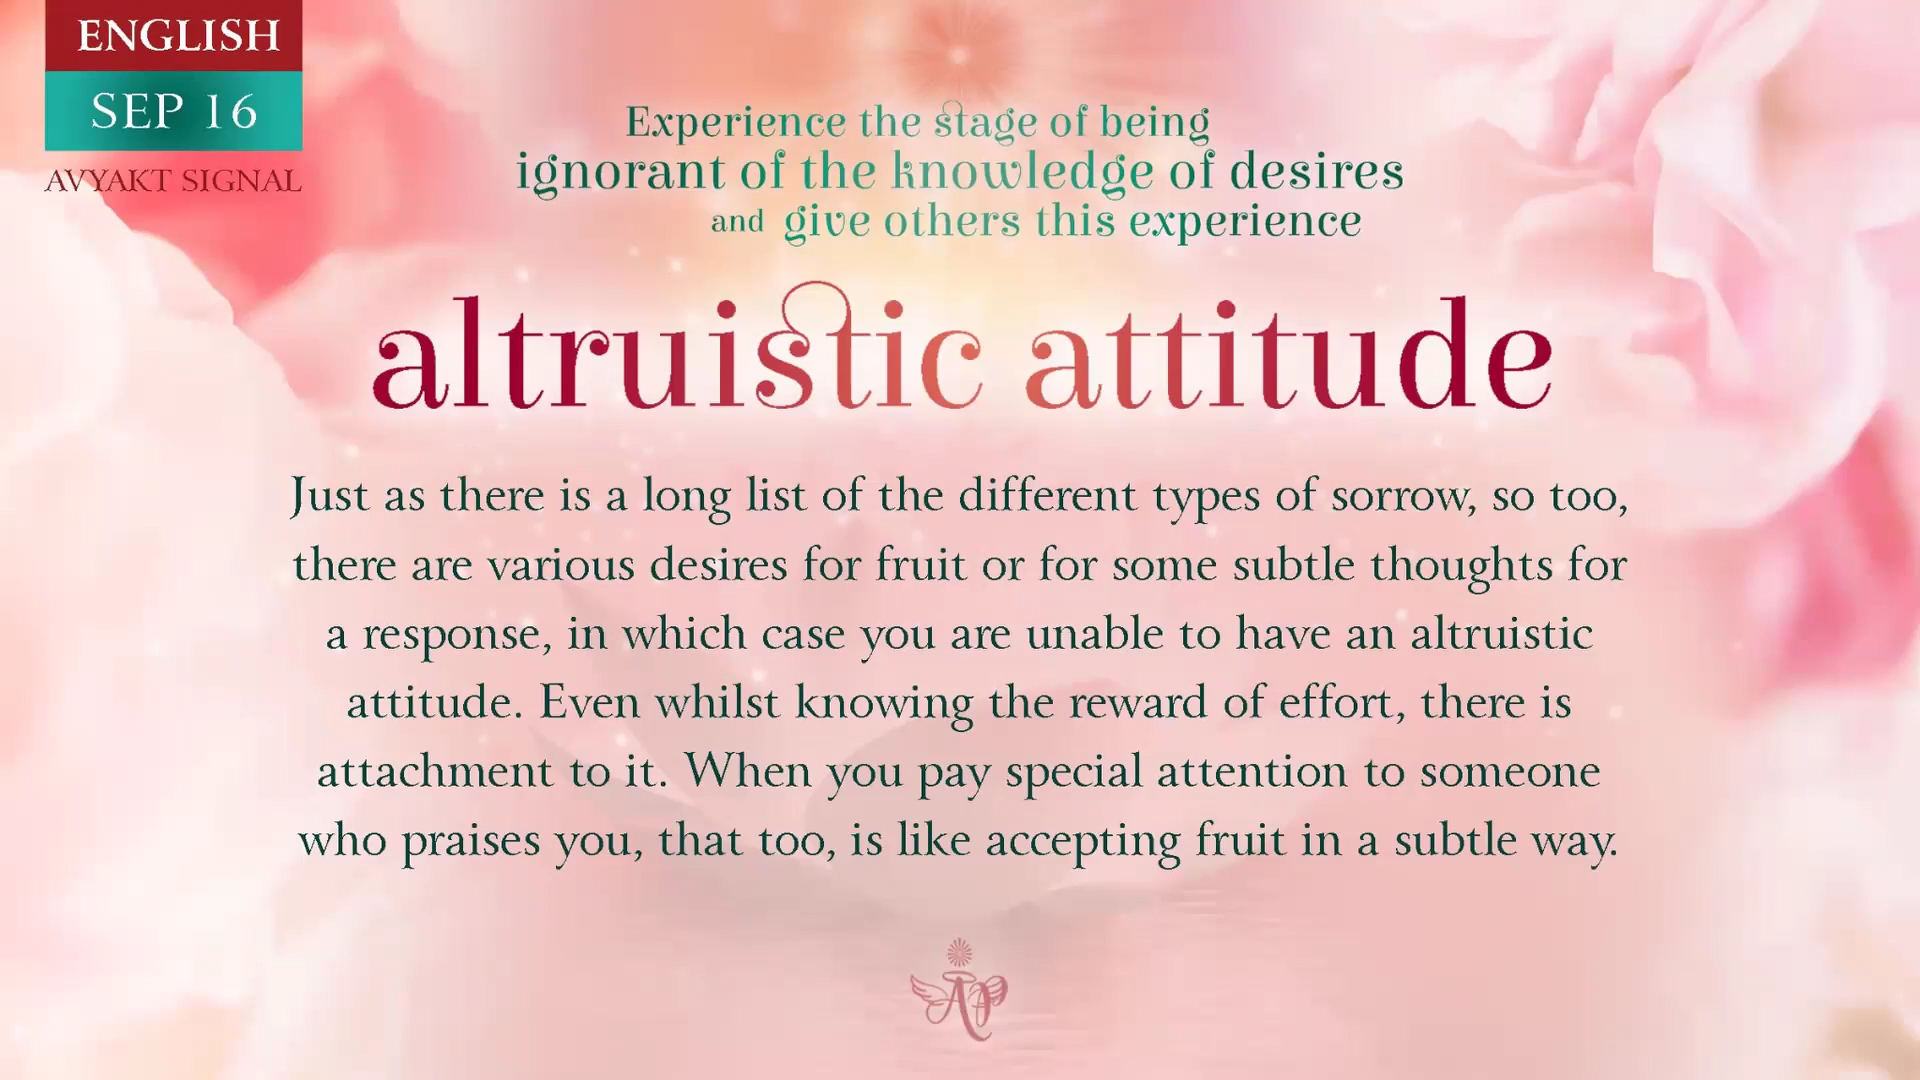 ENGLISH
SEP 16
AVYAKT SIGNAL
Experience the stage of being
ignorant of the knowledge of desires
and give others this experience
altruistic attitude
Just as there is a long list of the different types of sorrow, so too,
there are various desires for fruit or for some subtle thoughts for
a response, in which case you are unable to have an altruistic
attitude. Even whilst knowing the reward of effort, there is
attachment to it. When you pay special attention to someone
who praises you, that too, is like accepting fruit in a subtle way.